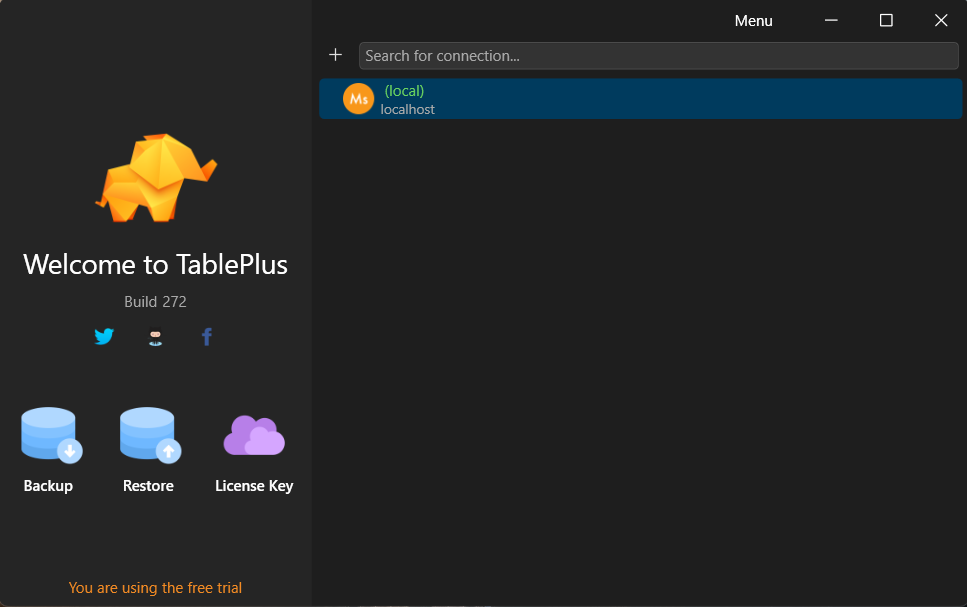 Menu
Search for connection...
Ms
(local)
localhost
Welcome to TablePlus
Build 272
Backup
Restore
License Key
You are using the free trial